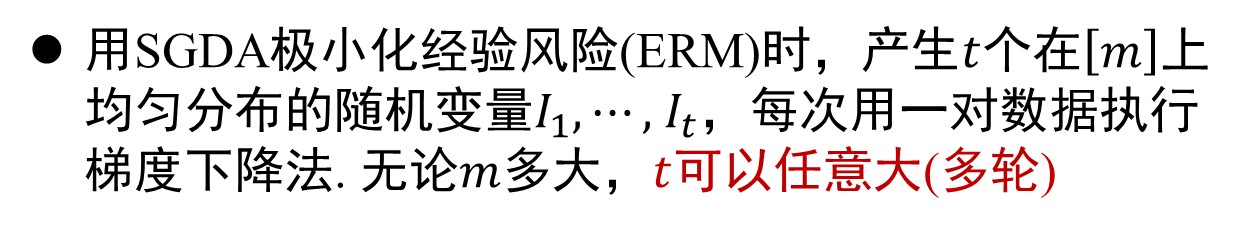 ● 用SGDA极小化经验风险(ERM)时，产生t个在[m]上
均匀分布的随机变量I₁,⋯,Iₜ，每次用一对数据执行
梯度下降法. 无论m多大，t可以任意大(多轮)